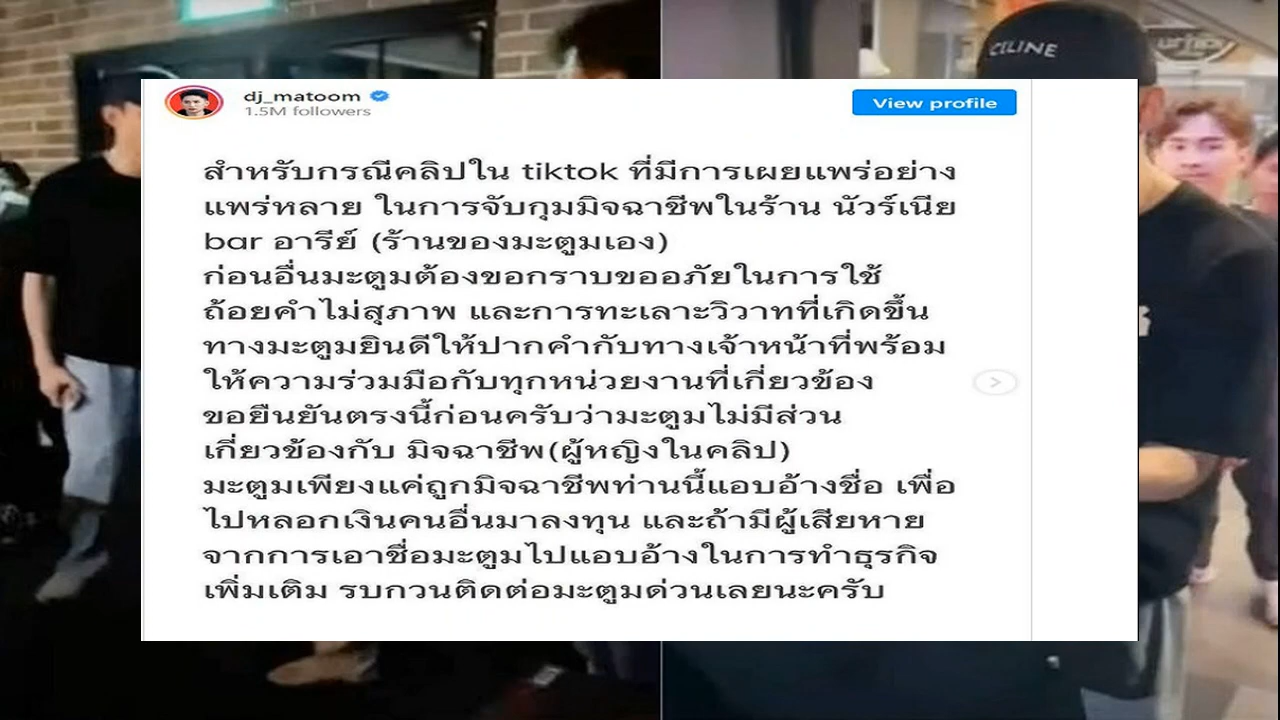 CELINE
dj_matoom
1.5M followers
View profile
สำหรับกรณีคลิปใน tiktok ที่มีการเผยแพร่อย่าง
แพร่หลาย ในการจับกุมมิจฉาชีพในร้าน นัวร์เนีย
bar อารีย์ (ร้านของมะตูมเอง)
ก่อนอื่นมะตูมต้องขอกราบขออภัยในการใช้
ถ้อยคำไม่สุภาพ และการทะเลาะวิวาทที่เกิดขึ้น
ทางมะตูมยินดีให้ปากคำกับทางเจ้าหน้าที่พร้อม
ให้ความร่วมมือกับทุกหน่วยงานที่เกี่ยวข้อง
ขอยืนยันตรงนี้ก่อนครับว่ามะตูมไม่มีส่วน
เกี่ยวข้องกับ มิจฉาชีพ(ผู้หญิงในคลิป)
มะตูมเพียงแค่ถูกมิจฉาชีพท่านนี้แอบอ้างชื่อ เพื่อ
ไปหลอกเงินคนอื่นมาลงทุน และถ้ามีผู้เสียหาย
จากการเอาชื่อมะตูมไปแอบอ้างในการทำธุรกิจ
เพิ่มเติม รบกวนติดต่อมะตูมด่วนเลยนะครับ